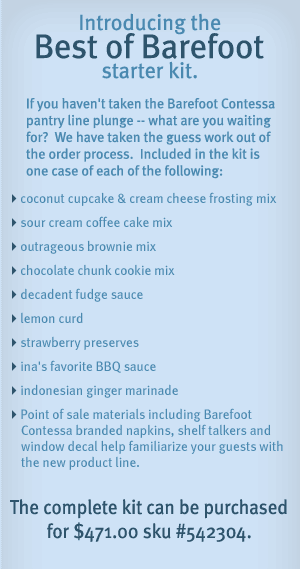 Introducing the
Best of Barefoot
starter kit.
If you haven't taken the Barefoot Contessa
pantry line plunge -- what are you waiting
for?  We have taken the guess work out of
the order process.  Included in the kit is
one case of each of the following:
coconut cupcake & cream cheese frosting mix
sour cream coffee cake mix
outrageous brownie mix
chocolate chunk cookie mix
decadent fudge sauce
lemon curd
strawberry preserves
ina's favorite BBQ sauce
indonesian ginger marinade
Point of sale materials including Barefoot
Contessa branded napkins, shelf talkers and
window decal help familiarize your guests with
the new product line.
The complete kit can be purchased
for $471.00 sku #542304.